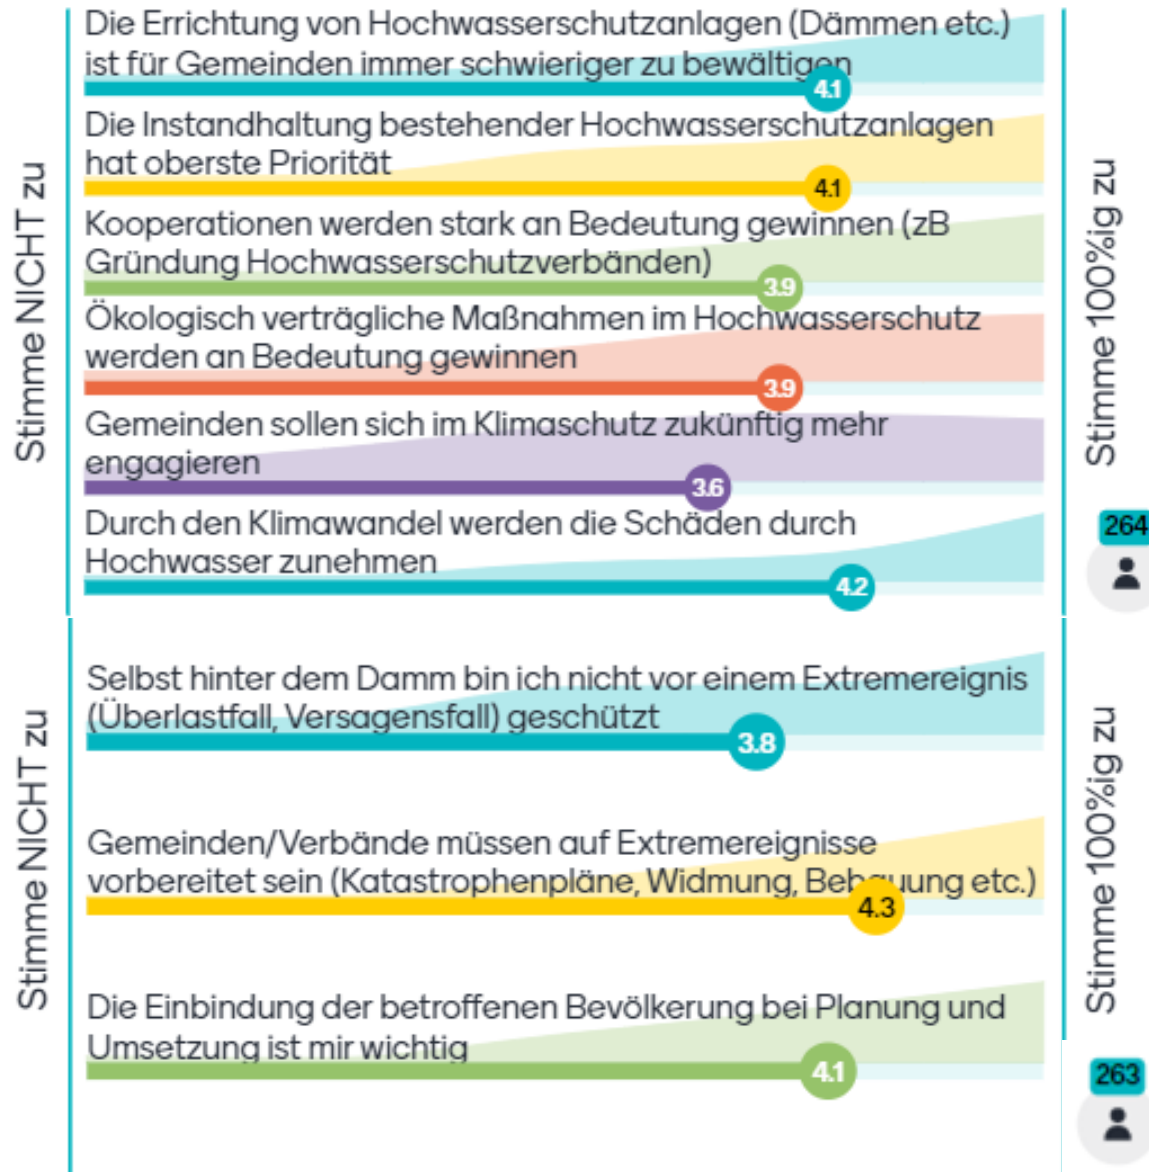 Stimme NICHT zu
Die Errichtung von Hochwasserschutzanlagen (Dämmen etc.)
ist für Gemeinden immer schwieriger zu bewältigen
4.1
Die Instandhaltung bestehender Hochwasserschutzanlagen
hat oberste Priorität
4.1
Kooperationen werden stark an Bedeutung gewinnen (zB
Gründung Hochwasserschutzverbänden)
3.9
Ökologisch verträgliche Maßnahmen im Hochwasserschutz
werden an Bedeutung gewinnen
3.9
Gemeinden sollen sich im Klimaschutz zukünftig mehr
engagieren
3.6
Durch den Klimawandel werden die Schäden durch
Hochwasser zunehmen
4.2
Stimme 100%ig zu
264
Stimme NICHT zu
Selbst hinter dem Damm bin ich nicht vor einem Extremereignis
(Überlastfall, Versagensfall) geschützt
3.8
Gemeinden/Verbände müssen auf Extremereignisse
vorbereitet sein (Katastrophenpläne, Widmung, Bebauung etc.)
4.3
Die Einbindung der betroffenen Bevölkerung bei Planung und
Umsetzung ist mir wichtig
4.1
Stimme 100%ig zu
263